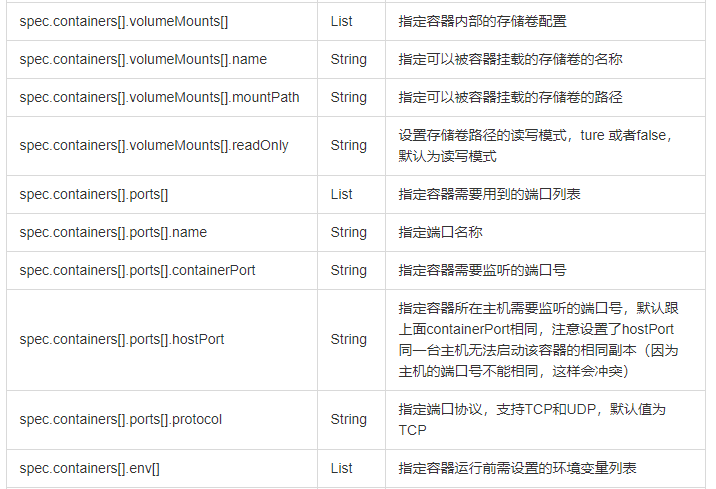 spec.containers[].volumeMounts[] List 指定容器内部的存储卷配置
spec.containers[].volumeMounts[].name String 指定可以被容器挂载的存储卷的名称
spec.containers[].volumeMounts[].mountPath String 指定可以被容器挂载的存储卷的路径
spec.containers[].volumeMounts[].readOnly String 设置存储卷路径的读写模式，ture 或者false，
默认为读写模式
spec.containers[].ports[] List 指定容器需要用到的端口列表
spec.containers[].ports[].name String 指定端口名称
spec.containers[].ports[].containerPort String 指定容器需要监听的端口号
spec.containers[].ports[].hostPort String 指定容器所在主机需要监听的端口号，默认跟
上面containerPort相同，注意设置了hostPort
同一台主机无法启动该容器的相同副本（因为
主机的端口号不能相同，这样会冲突）
spec.containers[].ports[].protocol String 指定端口协议，支持TCP和UDP，默认值为
TCP
spec.containers[].env[] List 指定容器运行前需设置的环境变量列表